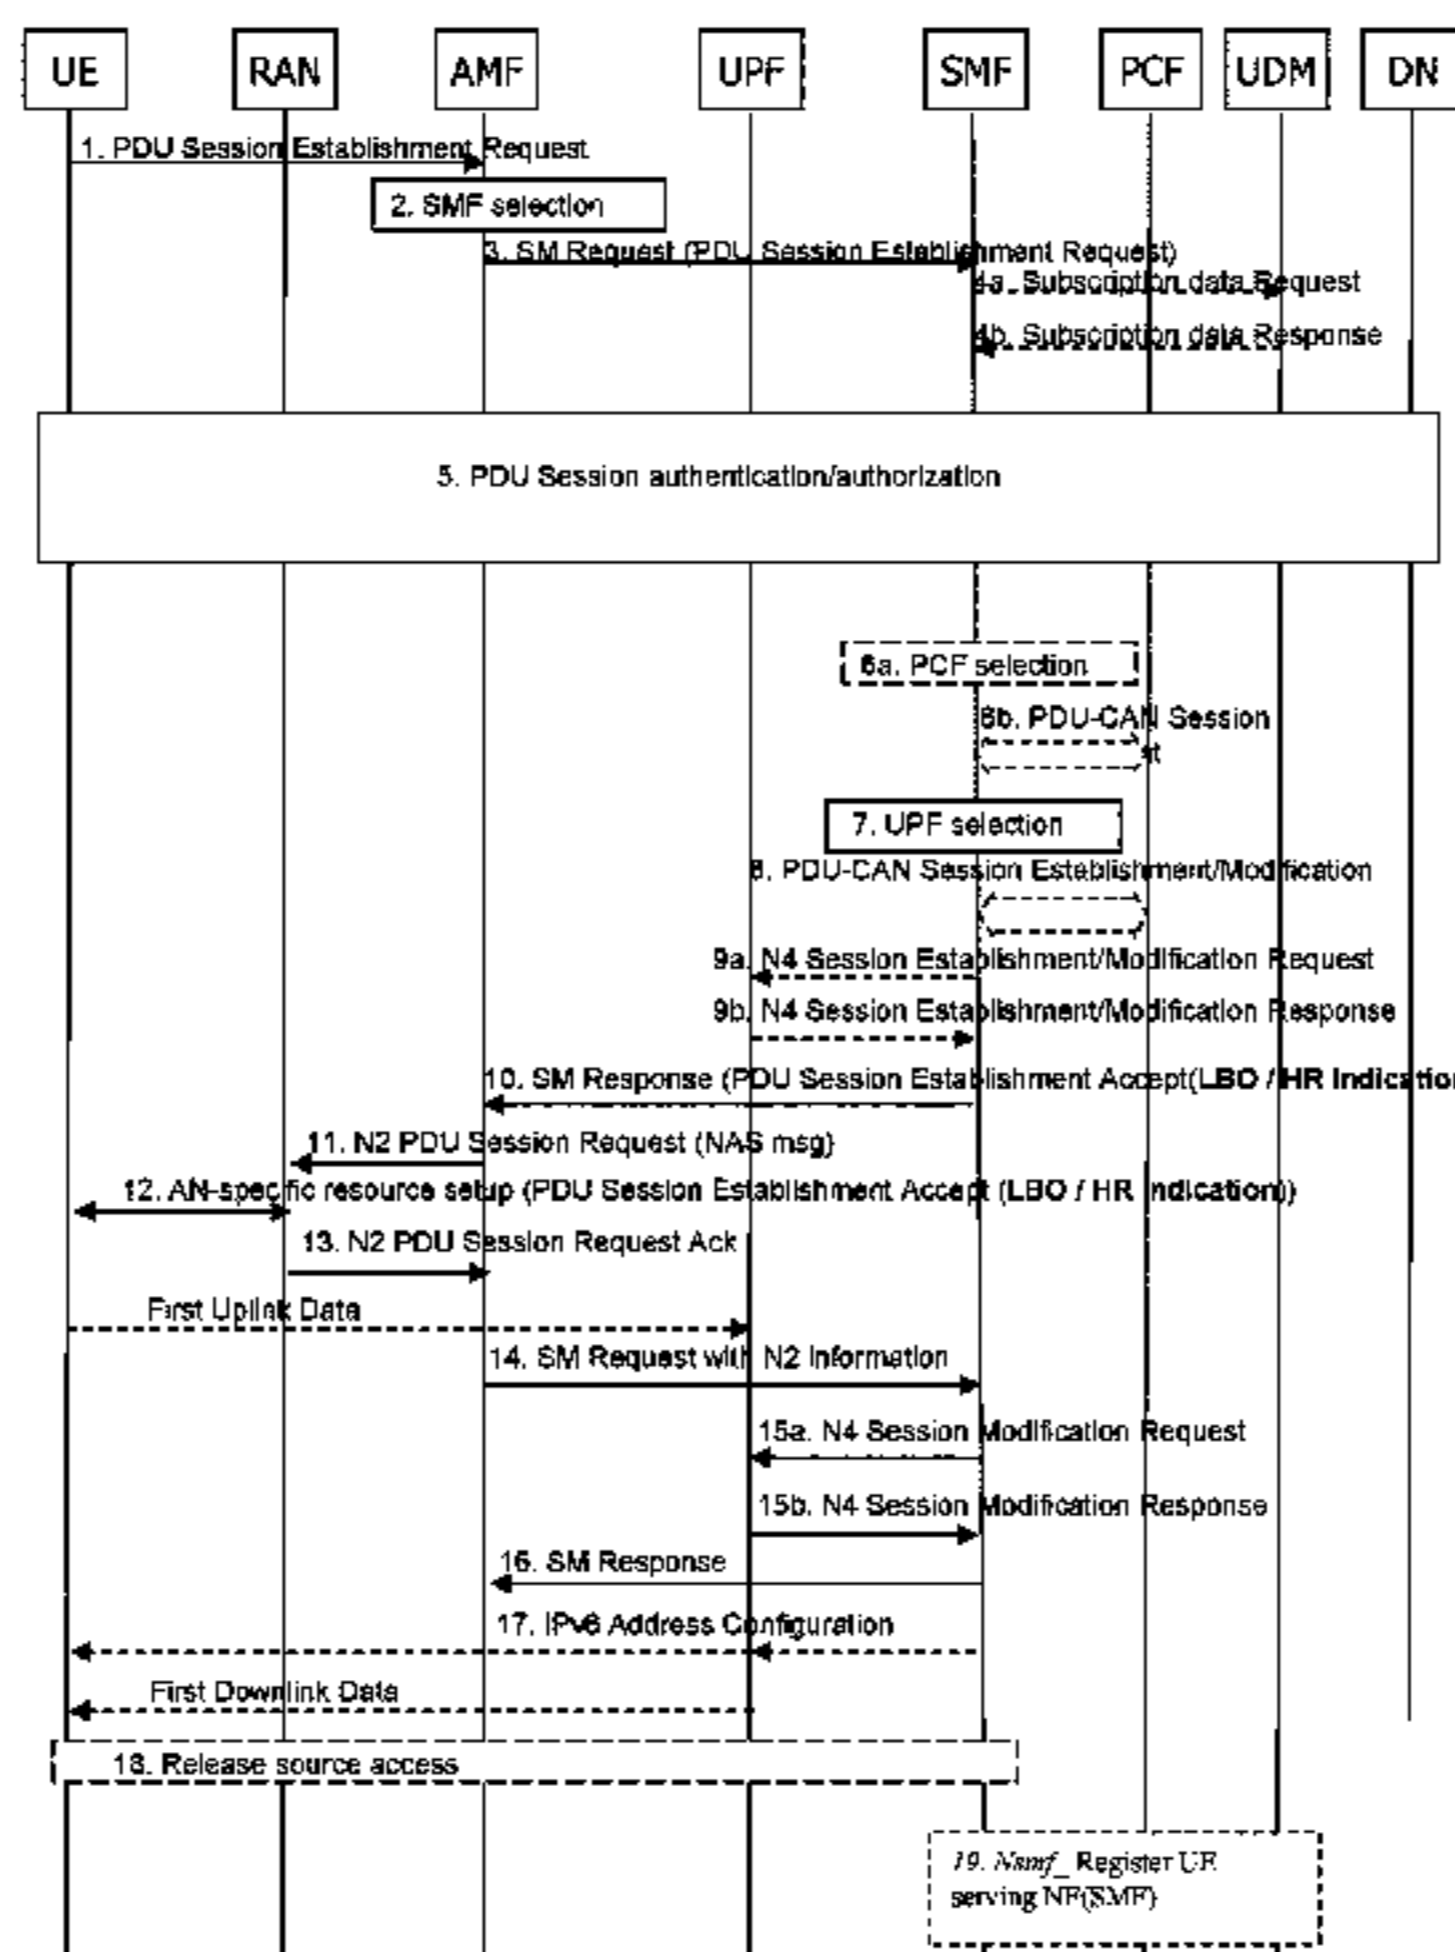 UE RAN AMF UPF SMF PCF UDM DN
1. PDU Session Establishment Request
2. SMF selection
3. SM Request (PDU Session Establishment Request)
4a. Subscription data Request
4b. Subscription data Response
5. PDU Session authentication/authorization
6a. PCF selection
6b. PDU-CAN Session
7. UPF selection
8. PDU-CAN Session Establishment/Modification
9a. N4 Session Establishment/Modification Request
9b. N4 Session Establishment/Modification Response
10. SM Response (PDU Session Establishment Accept(LBO / HR Indication
11. N2 PDU Session Request (NAS msg)
12. AN-specific resource setup (PDU Session Establishment Accept (LBO / HR Indication))
13. N2 PDU Session Request Ack
First Uplink Data
14. SM Request with N2 Information
15a. N4 Session Modification Request
15b. N4 Session Modification Response
16. SM Response
17. IPv6 Address Configuration
First Downlink Data
18. Release source access
19. Nsmf_ Register UE
serving NF(SMF)